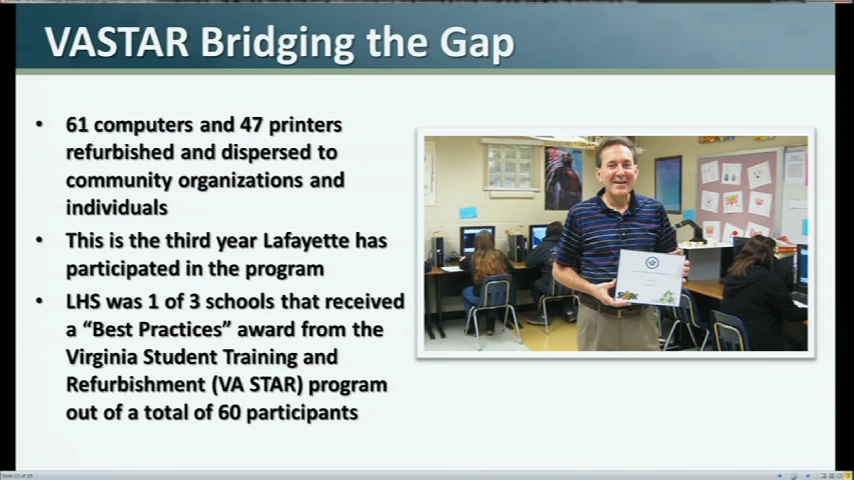 VASTAR Bridging the Gap
• 61 computers and 47 printers
refurbished and dispersed to
community organizations and
individuals
• This is the third year Lafayette has
participated in the program
• LHS was 1 of 3 schools that received
a “Best Practices” award from the
Virginia Student Training and
Refurbishment (VA STAR) program
out of a total of 60 participants